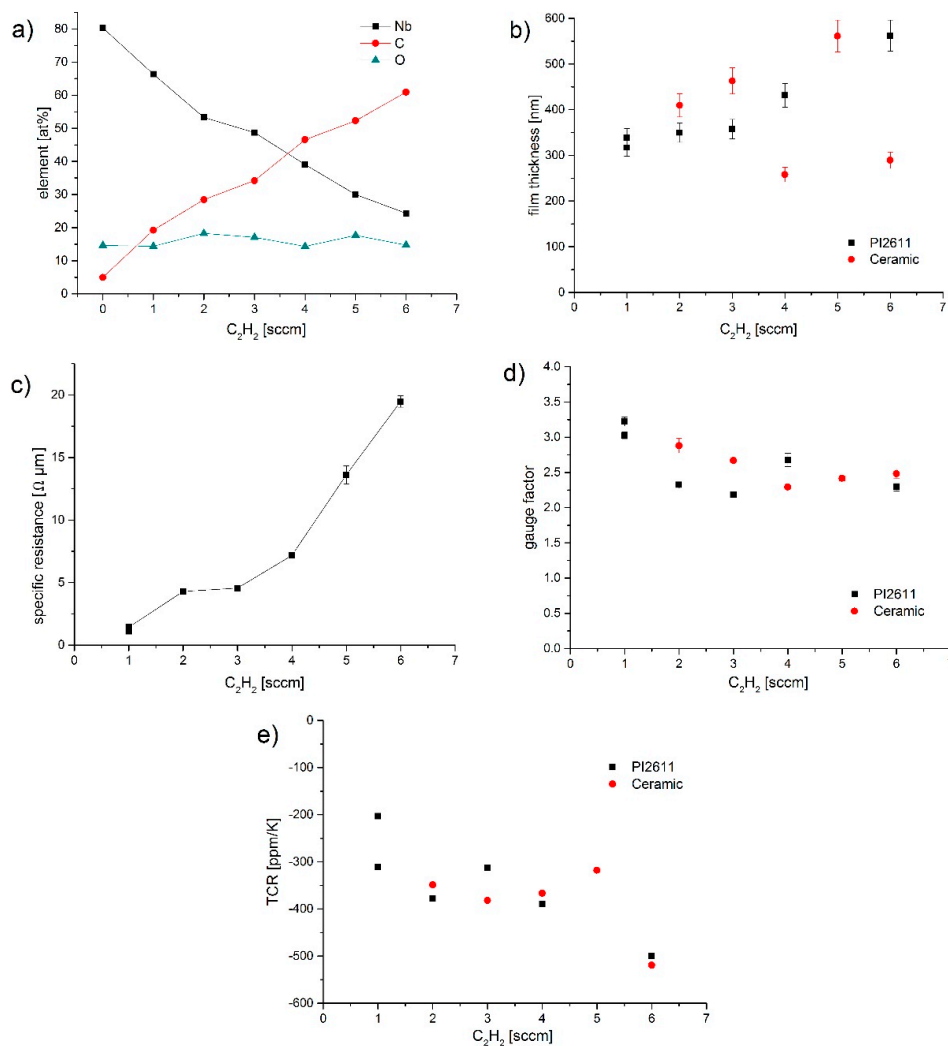 a)
Nb
C
O
80
70
60
50
40
30
20
10
0
element [at%]
0 1 2 3 4 5 6 7
C₂H₂ [sccm]
b)
600
500
400
300
200
100
0
film thickness [nm]
PI2611
Ceramic
0 1 2 3 4 5 6 7
C₂H₂ [sccm]
c)
20
15
10
5
0
specific resistance [Ω µm]
0 1 2 3 4 5 6 7
C₂H₂ [sccm]
d)
4.0
3.5
3.0
2.5
2.0
1.5
1.0
0.5
0.0
gauge factor
PI2611
Ceramic
0 1 2 3 4 5 6
C₂H₂ [sccm]
e)
0
-100
-200
-300
-400
-500
-600
TCR [ppm/K]
PI2611
Ceramic
0 1 2 3 4 5 6 7
C₂H₂ [sccm]